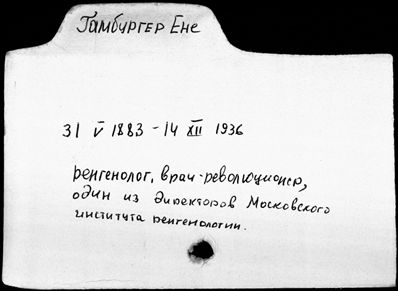 Гамбургер Ене
31 V 1883 - 14 XII 1936
рентгенолог, врач-революционер,
один из директоров Московского
института рентгенологии.